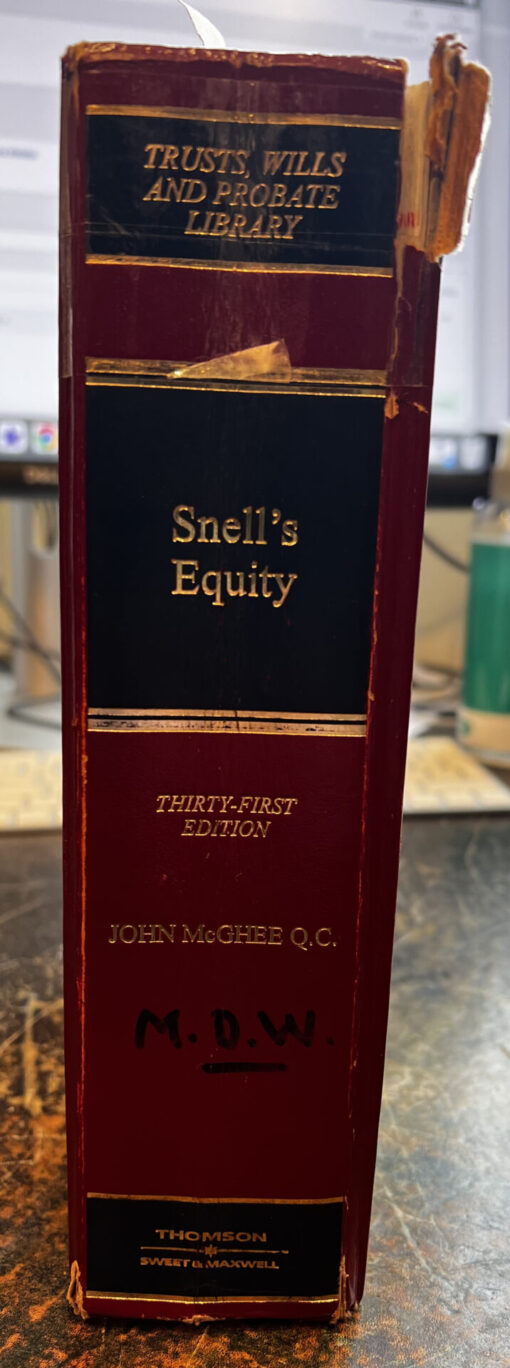 TRUSTS, WILLS
AND PROBATE
LIBRARY
Snell's
Equity
THIRTY-FIRST
EDITION
JOHN McGHEE Q.C.
M.D.W.
THOMSON
SWEET & MAXWELL